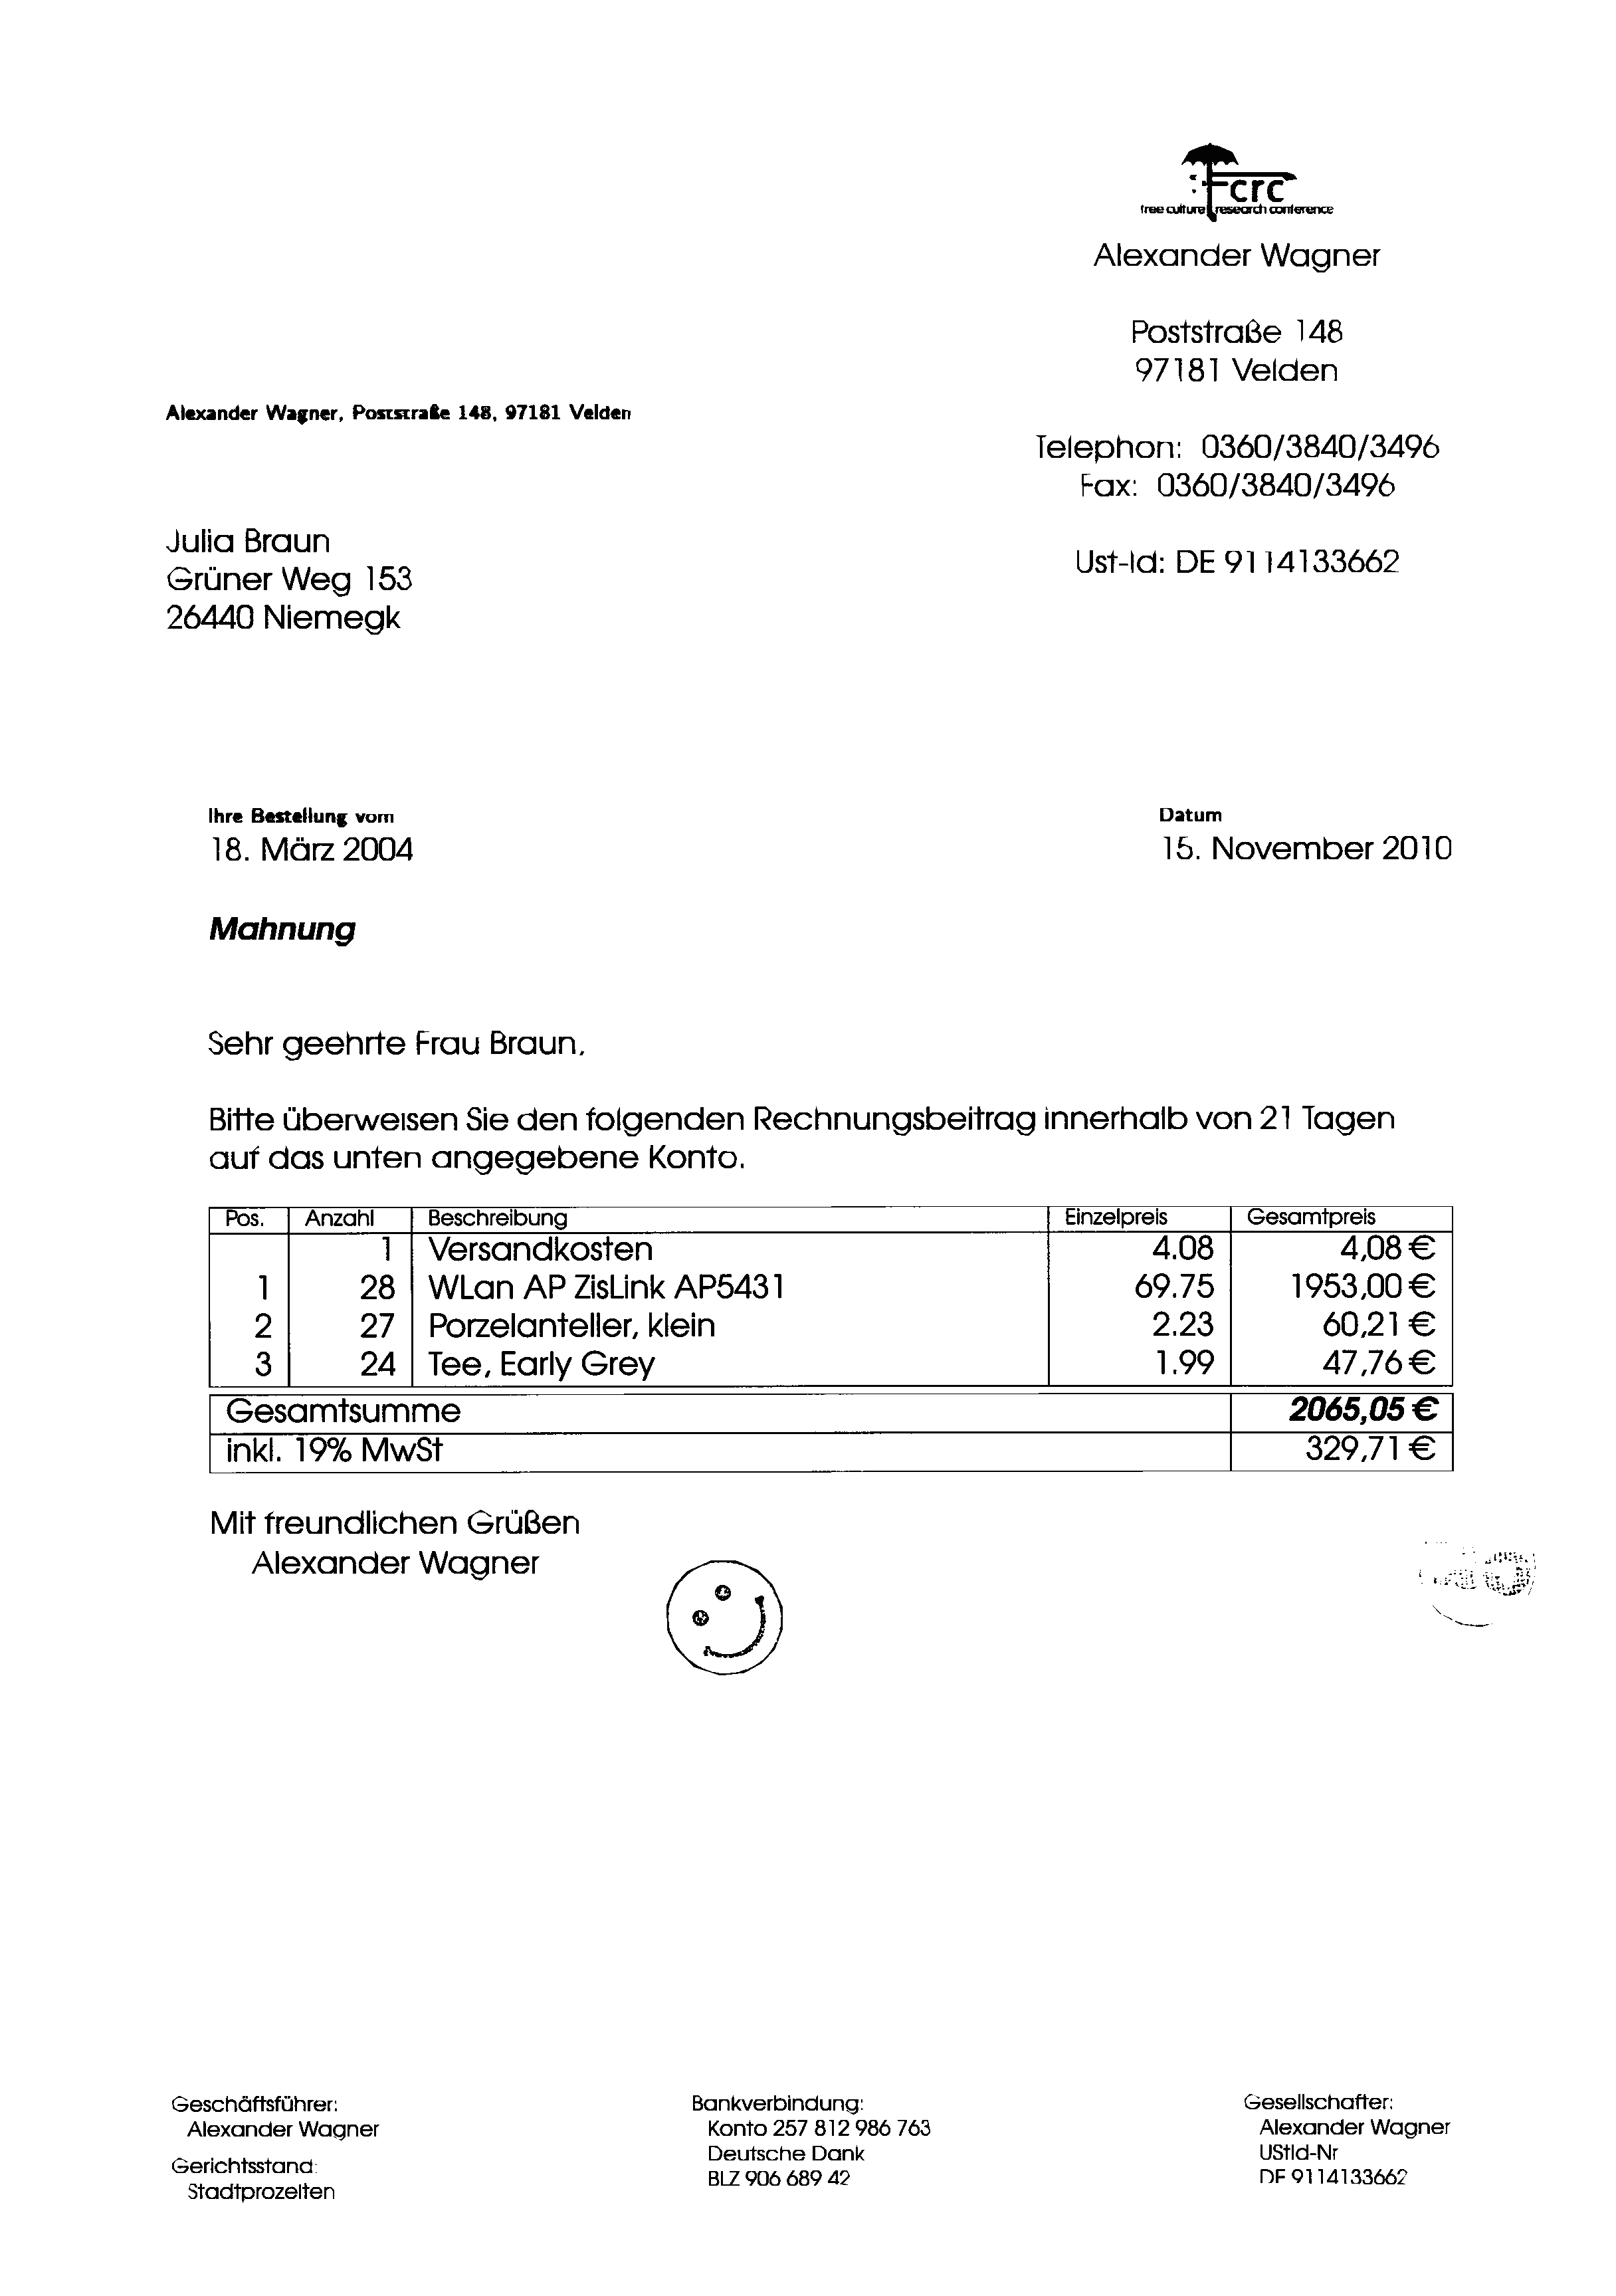 fcrc
free culture research conference
Alexander Wagner
Poststraße 148
97181 Velden
Alexander Wagner, Poststraße 148, 97181 Velden
Telephon: 0360/3840/3496
Fax: 0360/3840/3496
Ust-Id: DE 9114133662
Julia Braun
Grüner Weg 153
26440 Niemegk
Ihre Bestellung vom
18. März 2004
Datum
15. November 2010
Mahnung
Sehr geehrte Frau Braun,
Bitte überweisen Sie den folgenden Rechnungsbeitrag innerhalb von 21 Tagen
auf das unten angegebene Konto.
Pos. Anzahl Beschreibung Einzelpreis Gesamtpreis
1 Versandkosten 4.08 4,08 €
1 28 WLan AP ZisLink AP5431 69.75 1953,00 €
2 27 Porzelanteller, klein 2.23 60,21 €
3 24 Tee, Early Grey 1.99 47,76 €
Gesamtsumme 2065,05 €
inkl. 19% MwSt 329,71 €
Mit freundlichen Grüßen
Alexander Wagner
Geschäftsführer:
Alexander Wagner
Gerichtsstand:
Stadtprozelten
Bankverbindung:
Konto 257 812 986 763
Deutsche Dank
BLZ 906 689 42
Gesellschafter:
Alexander Wagner
UStId-Nr
DE 9114133662